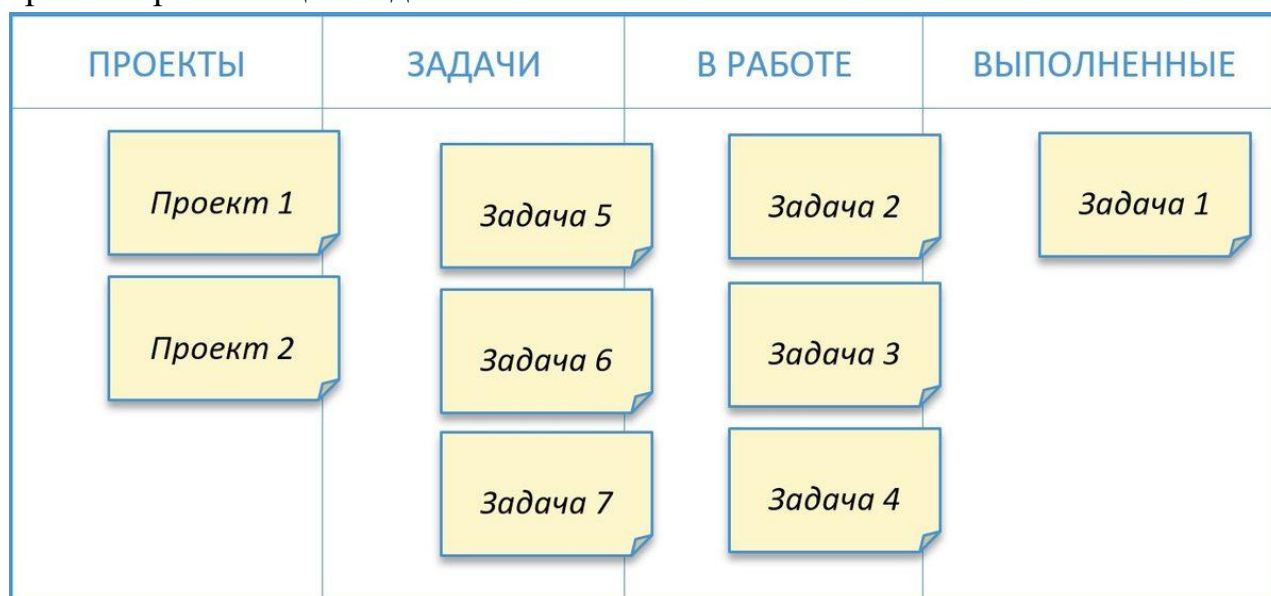 ПРОЕКТЫ ЗАДАЧИ В РАБОТЕ ВЫПОЛНЕННЫЕ
Проект 1 Задача 5 Задача 2 Задача 1
Проект 2 Задача 6 Задача 3
Задача 7 Задача 4